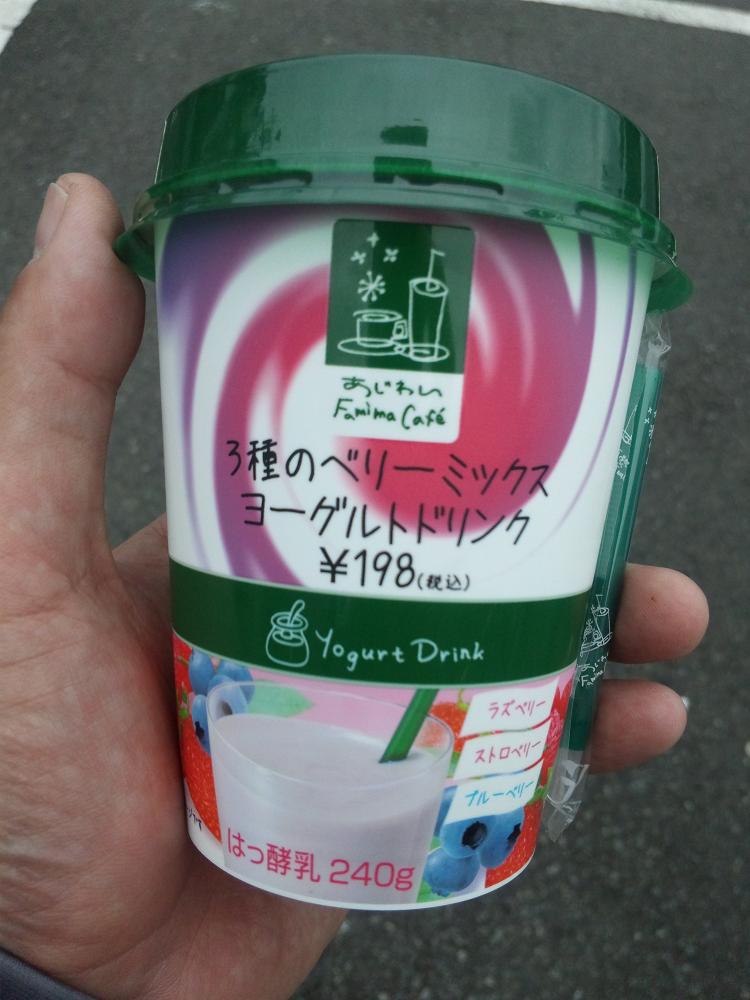 あじわい
Famima Café
3種のベリーミックス
ヨーグルトドリンク
¥198(税込)
Yogurt Drink
ラズベリー
ストロベリー
ブルーベリー
はっ酵乳 240g